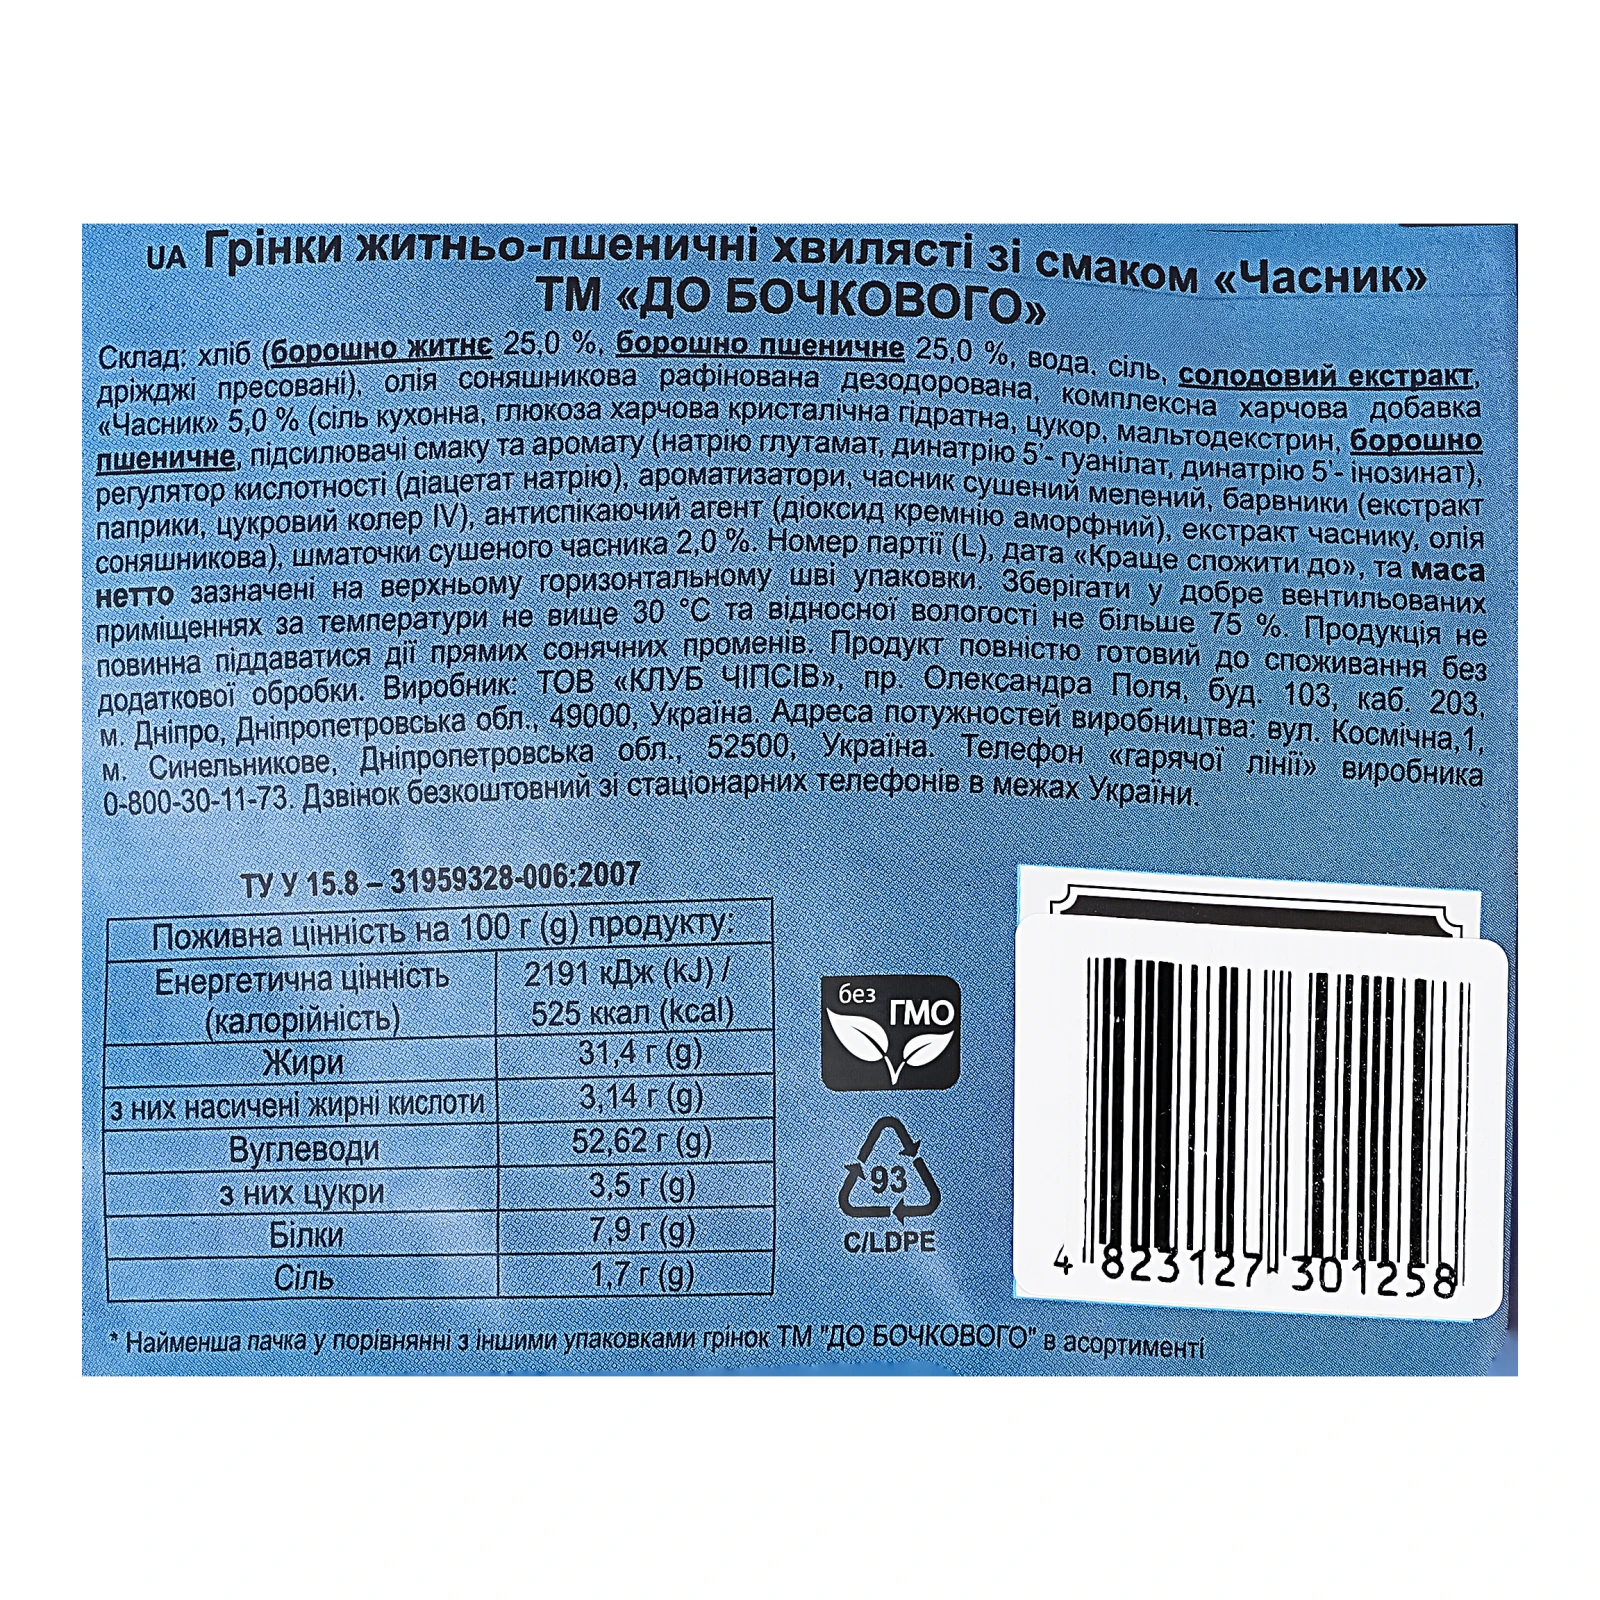 UA Грінки житньо-пшеничні хвилясті зі смаком «Часник»
ТМ «ДО БОЧКОВОГО»
Склад: хліб (борошно житнє 25,0 %, борошно пшеничне 25,0 %, вода, сіль, солодовий екстракт,
дріжджі пресовані), олія соняшникова рафінована дезодорована, комплексна харчова добавка
«Часник» 5,0 % (сіль кухонна, глюкоза харчова кристалічна гідратна, цукор, мальтодекстрин, борошно
пшеничне, підсилювачі смаку та аромату (натрію глутамат, динатрію 5'- гуанілат, динатрію 5'- інозинат),
регулятор кислотності (діацетат натрію), ароматизатори, часник сушений мелений, барвники (екстракт
паприки, цукровий колер IV), антиспікаючий агент (діоксид кремнію аморфний), екстракт часнику, олія
соняшникова), шматочки сушеного часника 2,0 %. Номер партії (L), дата «Краще спожити до», та маса
нетто зазначені на верхньому горизонтальному шві упаковки. Зберігати у добре вентильованих
приміщеннях за температури не вище 30 °С та відносної вологості не більше 75 %. Продукція не
повинна піддаватися дії прямих сонячних променів. Продукт повністю готовий до споживання без
додаткової обробки. Виробник: ТОВ «КЛУБ ЧІПСІВ», пр. Олександра Поля, буд. 103, каб. 203,
м. Дніпро, Дніпропетровська обл., 49000, Україна. Адреса потужностей виробництва: вул. Космічна,1,
м. Синельникове, Дніпропетровська обл., 52500, Україна. Телефон «гарячої лінії» виробника
0-800-30-11-73. Дзвінок безкоштовний зі стаціонарних телефонів в межах України.
ТУ У 15.8 – 31959328-006:2007
Поживна цінність на 100 г (g) продукту:
Енергетична цінність (калорійність) 2191 кДж (kJ) / 525 ккал (kcal)
Жири 31,4 г (g)
з них насичені жирні кислоти 3,14 г (g)
Вуглеводи 52,62 г (g)
з них цукри 3,5 г (g)
Білки 7,9 г (g)
Сіль 1,7 г (g)
без
ГМО
93
C/LDPE
4 823127 301258
* Найменша пачка у порівнянні з іншими упаковками грінок ТМ "ДО БОЧКОВОГО" в асортименті